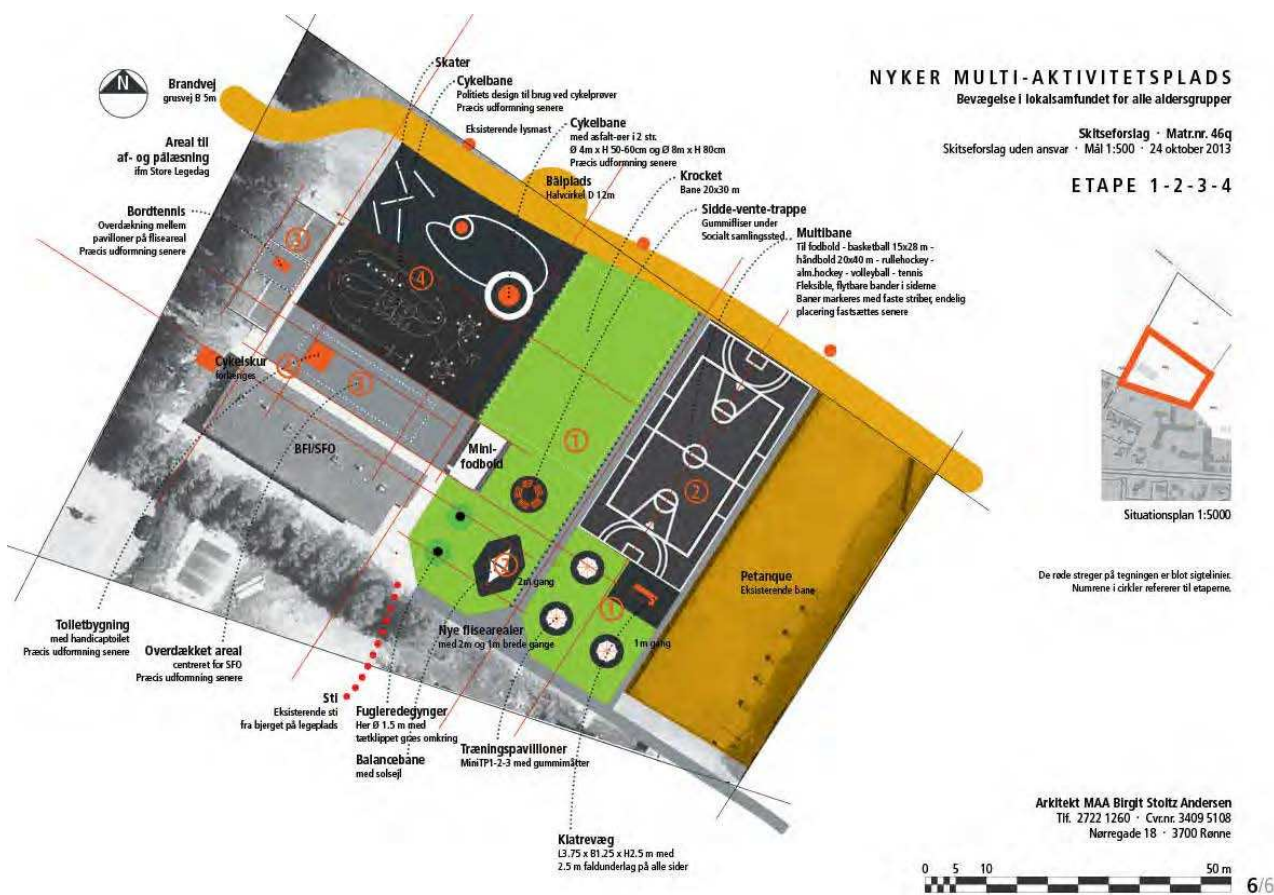 NYKER MULTI-AKTIVITETSPLADS
Bevægelse i lokalsamfundet for alle aldersgrupper
Skitseforslag · Matr.nr. 46q
Skitseforslag uden ansvar · Mål 1:500 · 24 oktober 2013
ETAPE 1-2-3-4
N
Brandvej
grusvej B 5m
Areal til
af- og pålæsning
ifm Store Legedag
Bordtennis
Overdækning mellem
pavilloner på fliseareal
Præcis udformning senere
Skater
Cykelbane
Politiets design til brug ved cykelprøver
Præcis udformning senere
Eksisterende lysmast
Cykelbane
med asfalt-øer i 2 str.
Ø 4m x H 50-60cm og Ø 8m x H 80cm
Præcis udformning senere
Bålplads
Halvcirkel D 12m
Krocket
Bane 20x30 m
Sidde-vente-trappe
Gummifliser under
Socialt samlingssted
Multibane
Til fodbold - basketball 15x28 m -
håndbold 20x40 m - rullehockey -
alm.hockey - volleyball - tennis
Fleksible, flytbare bander i siderne
Baner markeres med faste striber, endelig
placering fastsættes senere
4
Cykelskur
forlænges
3
BFI/SFO
Mini-
fodbold
1
2
2m gang
1
1m gang
Petanque
Eksisterende bane
Nye flisearealer
med 2m og 1m brede gange
Toiletbygning
med handicaptoilet
Præcis udformning senere
Overdækket areal
centreret for SFO
Præcis udformning senere
Sti
Eksisterende sti
fra bjerget på legeplads
Fugleredegynger
Her Ø 1.5 m med
tætklippet græs omkring
Balancebane
med solsejl
Træningspavillioner
MiniTP1-2-3 med gummimåtter
Klatrevæg
L3.75 x B1.25 x H2.5 m med
2.5 m faldunderlag på alle sider
Situationsplan 1:5000
De røde streger på tegningen er blot sigtelinier.
Numrene i cirkler refererer til etaperne.
Arkitekt MAA Birgit Stoltz Andersen
Tlf. 2722 1260 · Cvr.nr. 3409 5108
Nørregade 18 · 3700 Rønne
0 5 10 50 m
6/6